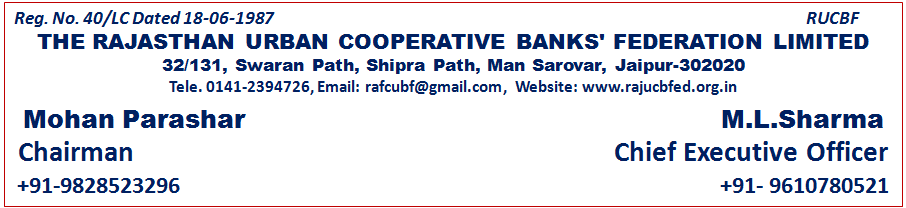 Reg. No. 40/LC Dated 18-06-1987 RUCBF
THE RAJASTHAN URBAN COOPERATIVE BANKS' FEDERATION LIMITED
32/131, Swaran Path, Shipra Path, Man Sarovar, Jaipur-302020
Tele. 0141-2394726, Email: rafcubf@gmail.com, Website: www.rajucbfed.org.in
Mohan Parashar M.L.Sharma
Chairman Chief Executive Officer
+91-9828523296 +91- 9610780521